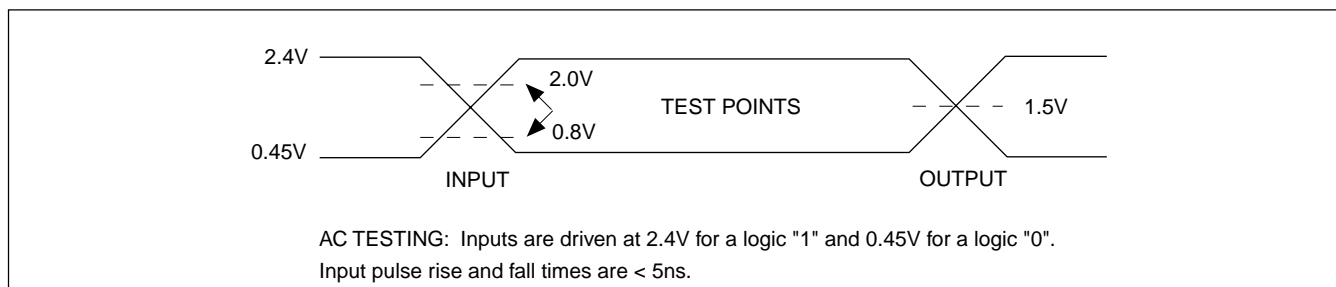 2.4V
2.0V
TEST POINTS
1.5V
0.8V
0.45V
INPUT
OUTPUT
AC TESTING: Inputs are driven at 2.4V for a logic "1" and 0.45V for a logic "0".
Input pulse rise and fall times are < 5ns.